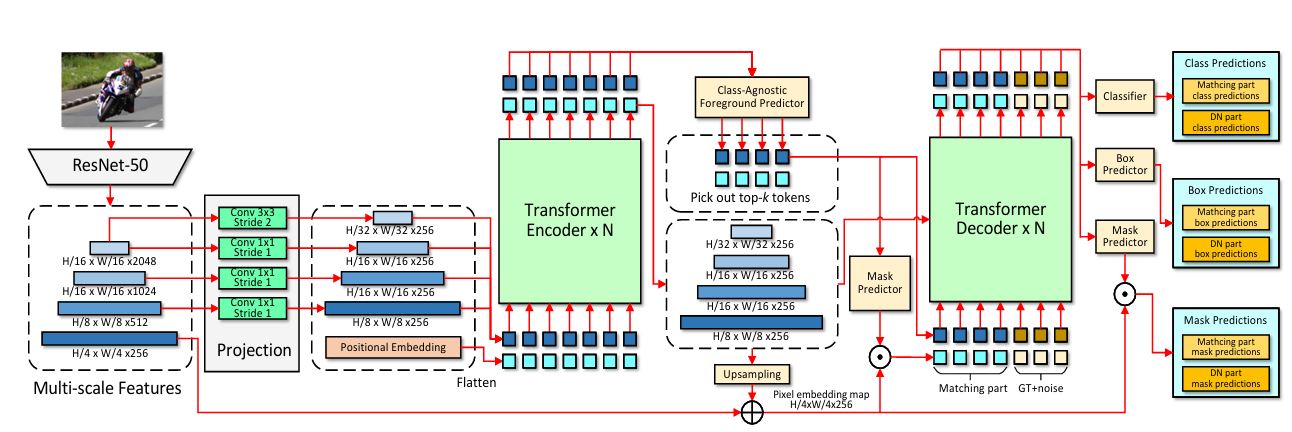 ResNet-50
H/16 x W/16 x2048
H/16 x W/16 x1024
H/8 x W/8 x512
H/4 x W/4 x256
Multi-scale Features
Conv 3x3
Stride 2
Conv 1x1
Stride 1
Conv 1x1
Stride 1
Conv 1x1
Stride 1
Projection
H/32 x W/32 x256
H/16 x W/16 x256
H/16 x W/16 x256
H/8 x W/8 x256
Positional Embedding
Flatten
Transformer
Encoder x N
Class-Agnostic
Foreground Predictor
Pick out top-k tokens
H/32 x W/32 x256
H/16 x W/16 x256
H/16 x W/16 x256
H/8 x W/8 x256
Upsampling
Pixel embedding map
H/4xW/4x256
Mask
Predictor
Transformer
Decoder x N
Matching part
GT+noise
Classifier
Box
Predictor
Mask
Predictor
Class Predictions
Mathcing part
class predictions
DN part
class predictions
Box Predictions
Mathcing part
box predictions
DN part
box predictions
Mask Predictions
Mathcing part
mask predictions
DN part
mask predictions